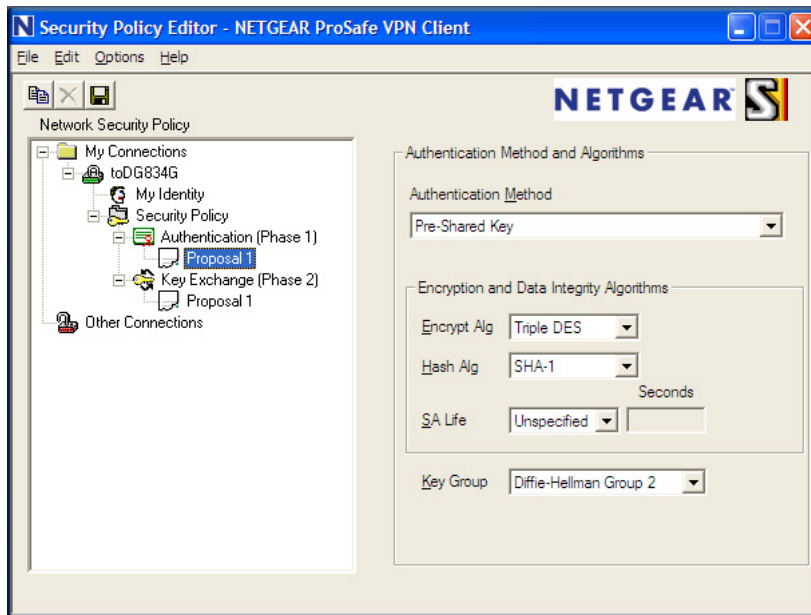 N Security Policy Editor - NETGEAR ProSafe VPN Client
File Edit Options Help
NETGEAR S
Network Security Policy
My Connections
toDG834G
My Identity
Security Policy
Authentication (Phase 1)
Proposal 1
Key Exchange (Phase 2)
Proposal 1
Other Connections
Authentication Method and Algorithms
Authentication Method
Pre-Shared Key
Encryption and Data Integrity Algorithms
Encrypt Alg Triple DES
Hash Alg SHA-1
Seconds
SA Life Unspecified
Key Group Diffie-Hellman Group 2